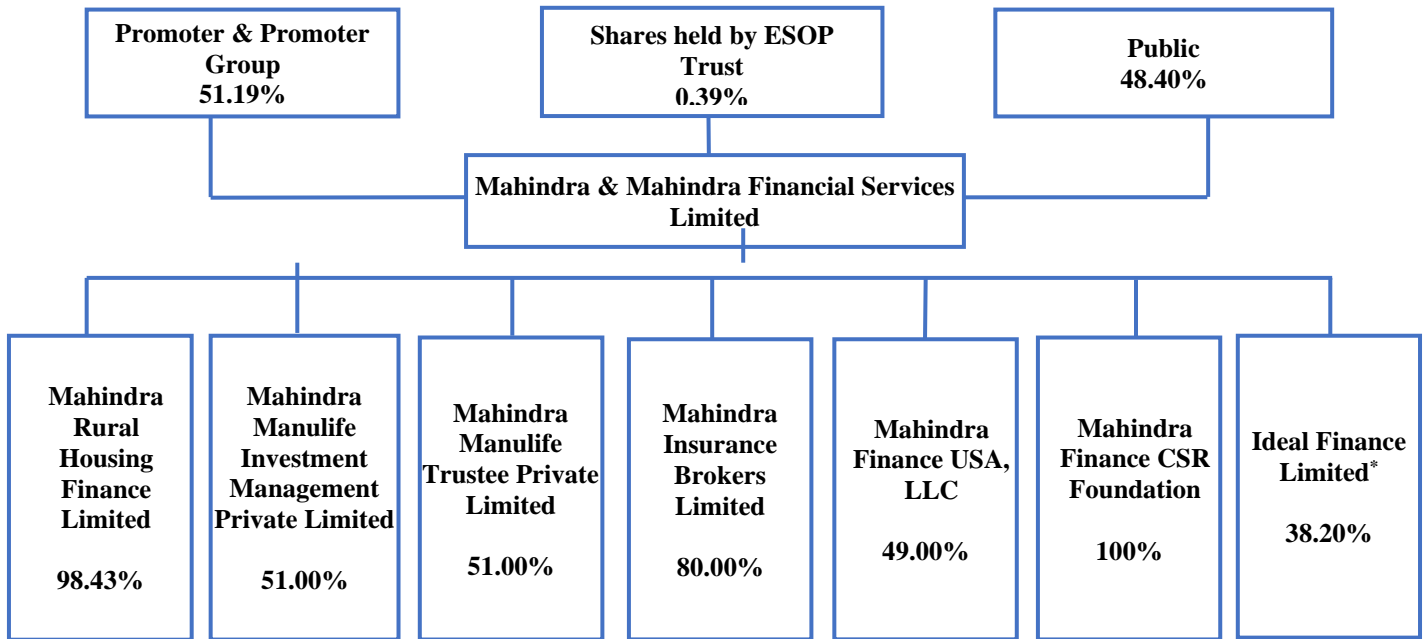 Promoter & Promoter
Group
51.19%
Shares held by ESOP
Trust
0.39%
Public
48.40%
Mahindra & Mahindra Financial Services
Limited
Mahindra
Rural
Housing
Finance
Limited
98.43%
Mahindra
Manulife
Investment
Management
Private Limited
51.00%
Mahindra
Manulife
Trustee Private
Limited
51.00%
Mahindra
Insurance
Brokers
Limited
80.00%
Mahindra
Finance USA,
LLC
49.00%
Mahindra
Finance CSR
Foundation
100%
Ideal Finance
Limited*
38.20%